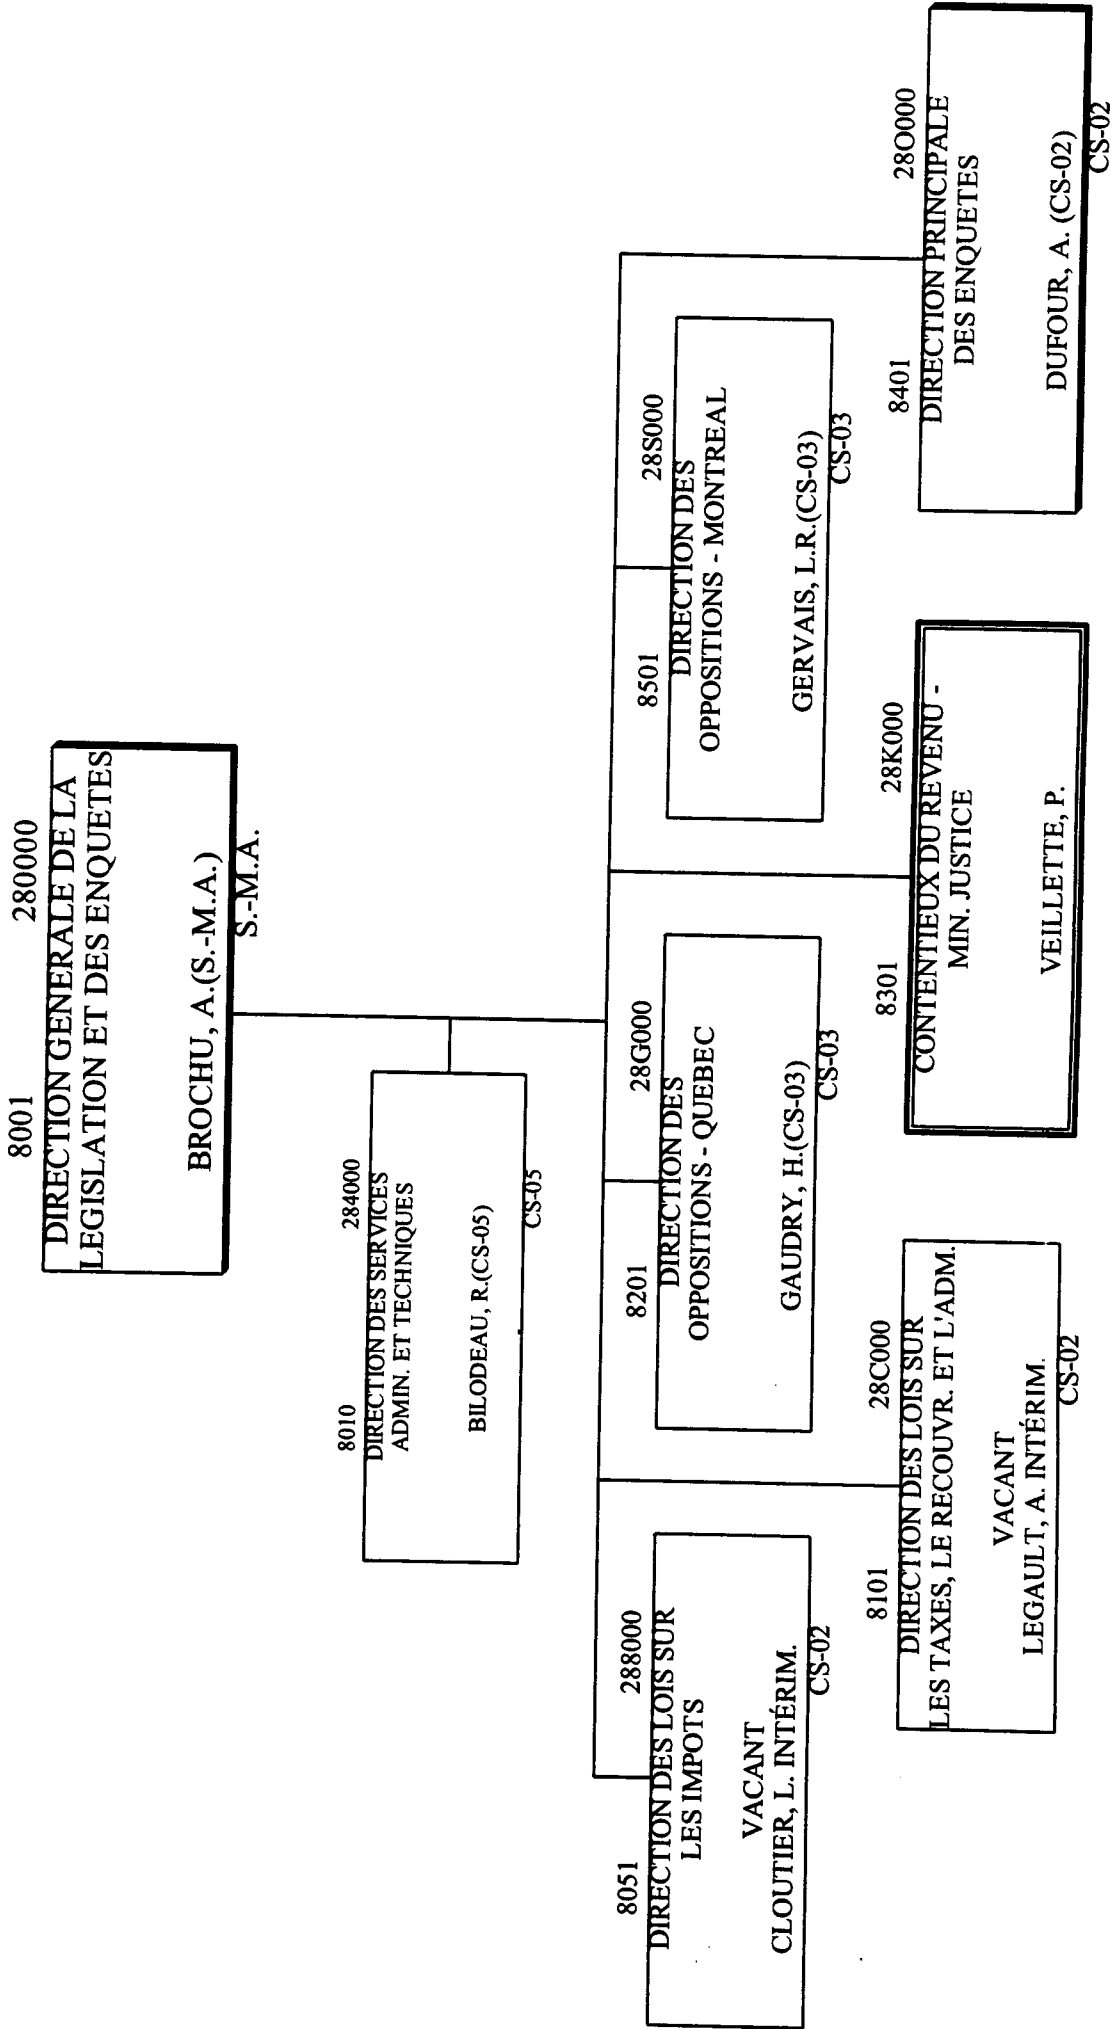 8001 280000
DIRECTION GENERALE DE LA
LEGISLATION ET DES ENQUETES
BROCHU, A.(S.-M.A.)
S.-M.A.
8010 284000
DIRECTION DES SERVICES
ADMIN. ET TECHNIQUES
BILODEAU, R.(CS-05)
CS-05
8051 288000
DIRECTION DES LOIS SUR
LES IMPOTS
VACANT
CLOUTIER, L. INTÉRIM.
CS-02
8201 28G000
DIRECTION DES
OPPOSITIONS - QUEBEC
GAUDRY, H.(CS-03)
CS-03
8501 28S000
DIRECTION DES
OPPOSITIONS - MONTREAL
GERVAIS, L.R.(CS-03)
CS-03
8101 28C000
DIRECTION DES LOIS SUR
LES TAXES, LE RECOUVR. ET L'ADM.
VACANT
LEGAULT, A. INTÉRIM.
CS-02
8301 28K000
CONTENTIEUX DU REVENU -
MIN. JUSTICE
VEILLETTE, P.
8401 28O000
DIRECTION PRINCIPALE
DES ENQUETES
DUFOUR, A. (CS-02)
CS-02